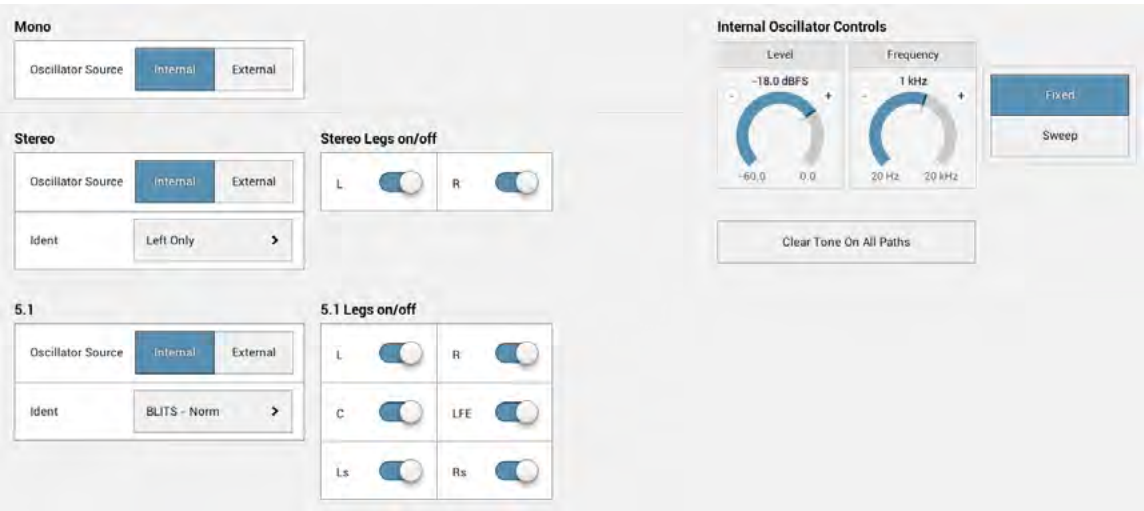 Mono
Oscillator Source Internal External
Stereo
Oscillator Source Internal External
Ident Left Only >
Stereo Legs on/off
L R
5.1
Oscillator Source Internal External
Ident BLITS - Norm >
5.1 Legs on/off
L R
C LFE
Ls Rs
Internal Oscillator Controls
Level Frequency
-18.0 dBFS 1 kHz
- + - +
-60.0 0.0 20 Hz 20 kHz
Fixed
Sweep
Clear Tone On All Paths